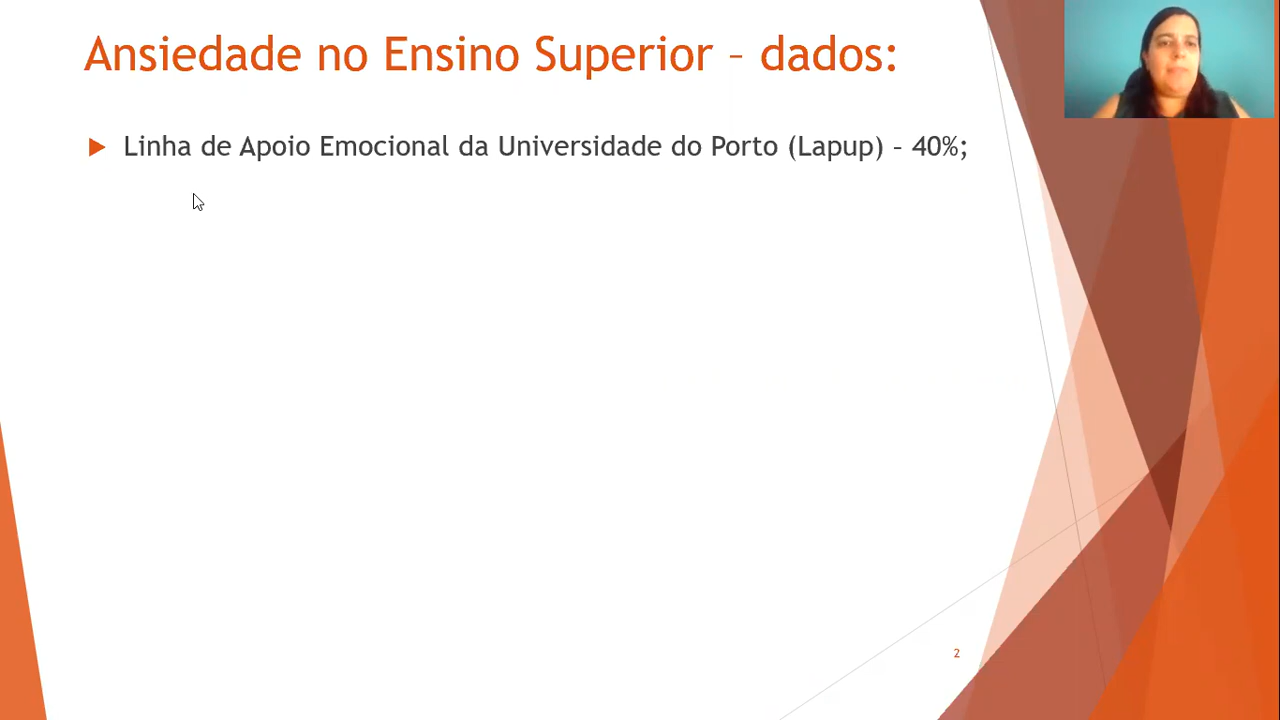 Ansiedade no Ensino Superior – dados:
Linha de Apoio Emocional da Universidade do Porto (Lapup) – 40%;
2